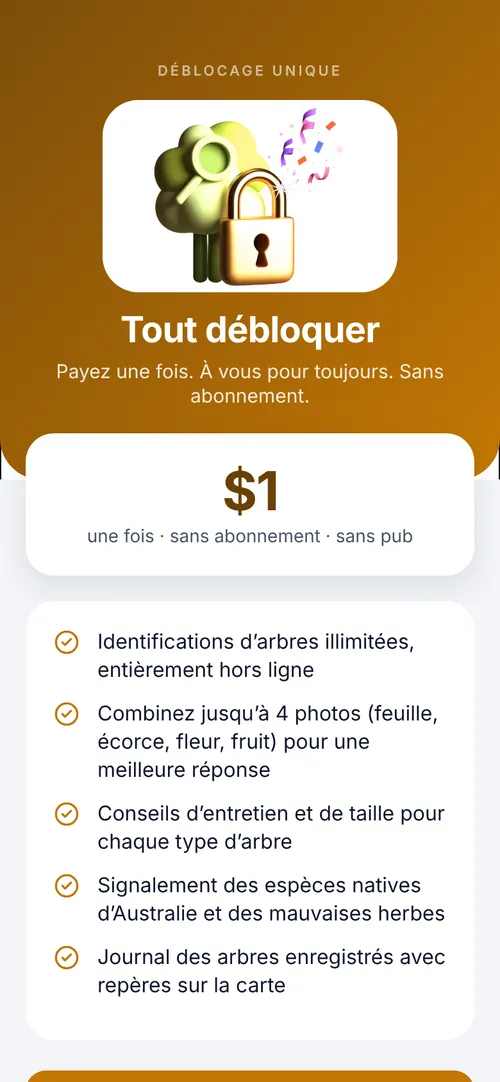 DÉBLOCAGE UNIQUE
Tout débloquer
Payez une fois. À vous pour toujours. Sans
abonnement.
$1
une fois · sans abonnement · sans pub
Identifications d’arbres illimitées,
entièrement hors ligne
Combinez jusqu’à 4 photos (feuille,
écorce, fleur, fruit) pour une
meilleure réponse
Conseils d’entretien et de taille pour
chaque type d’arbre
Signalement des espèces natives
d’Australie et des mauvaises herbes
Journal des arbres enregistrés avec
repères sur la carte